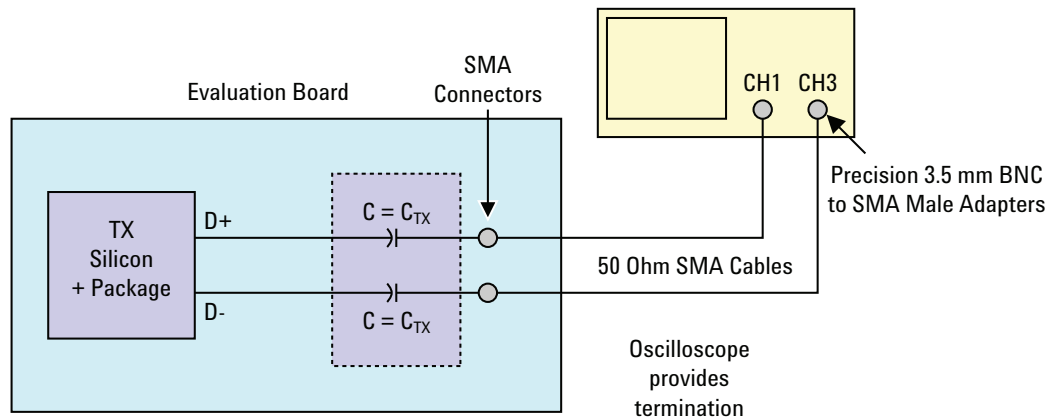 Evaluation Board
SMA
Connectors
CH1 CH3
Precision 3.5 mm BNC
to SMA Male Adapters
TX
Silicon
+ Package
D+
D-
C = CTX
C = CTX
50 Ohm SMA Cables
Oscilloscope
provides
termination